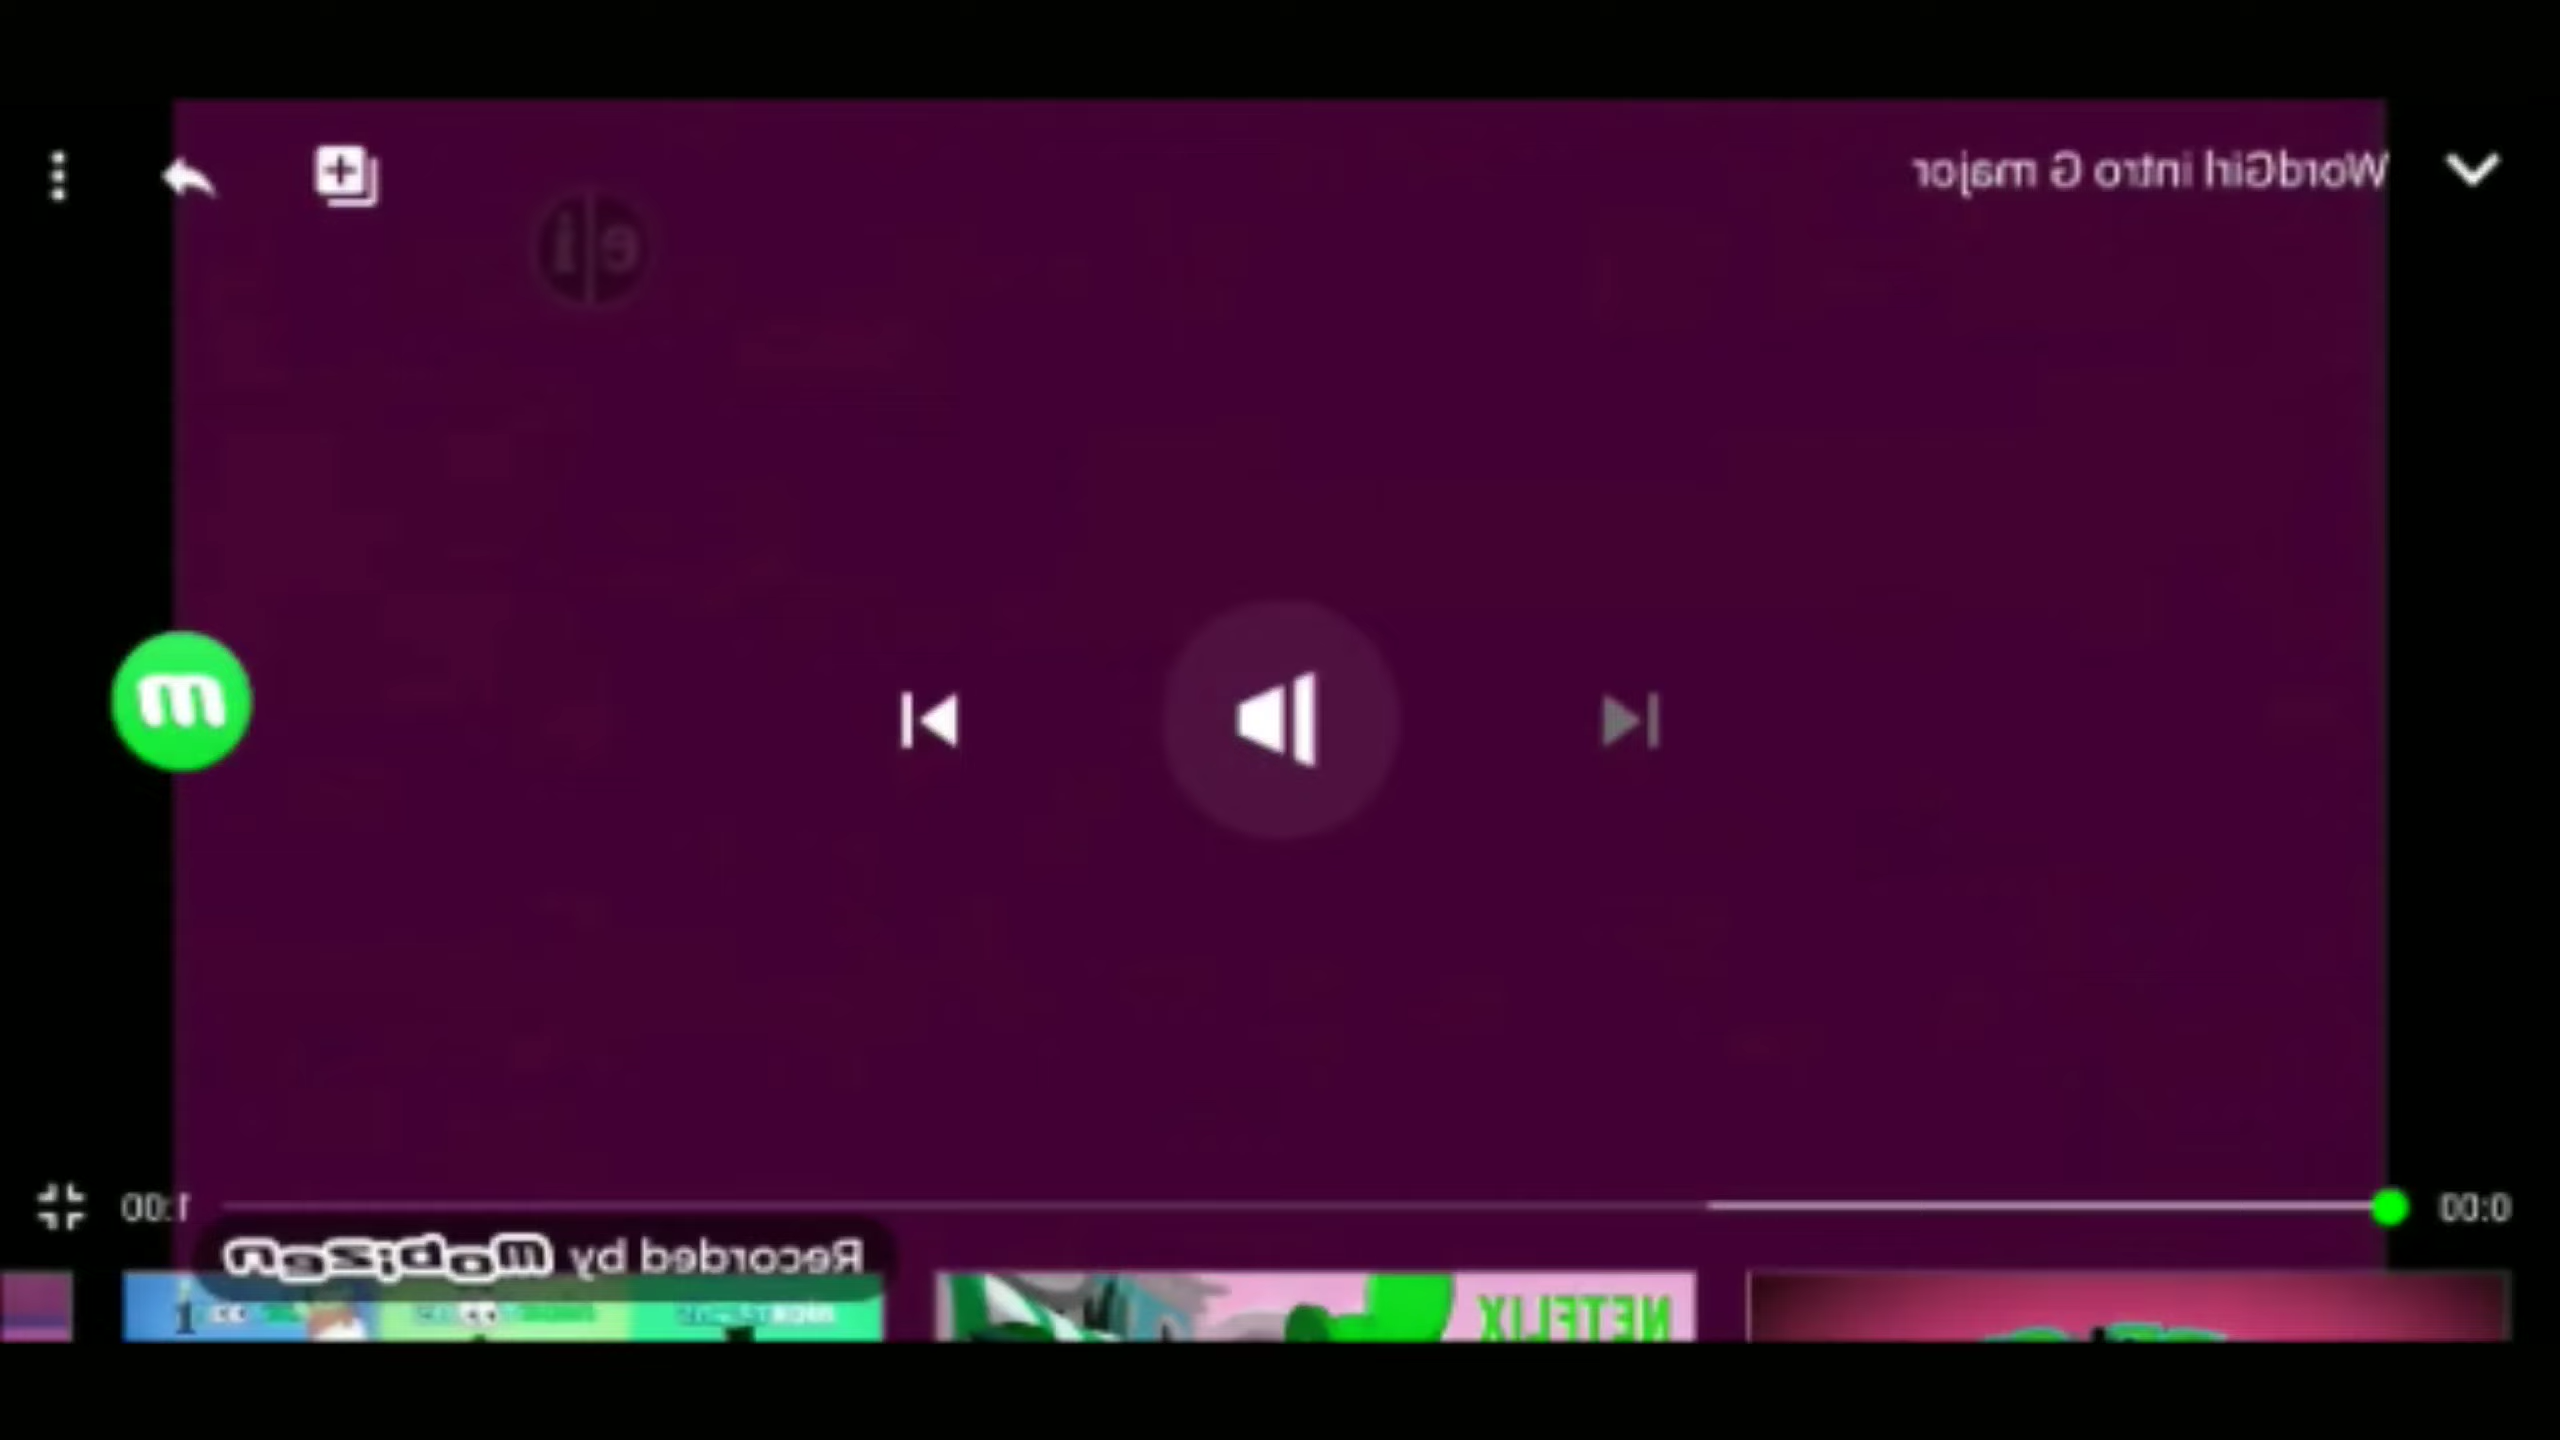 WordGirl intro G major
e i
m
0:00
1:00
Recorded by mobizen
NETFLIX